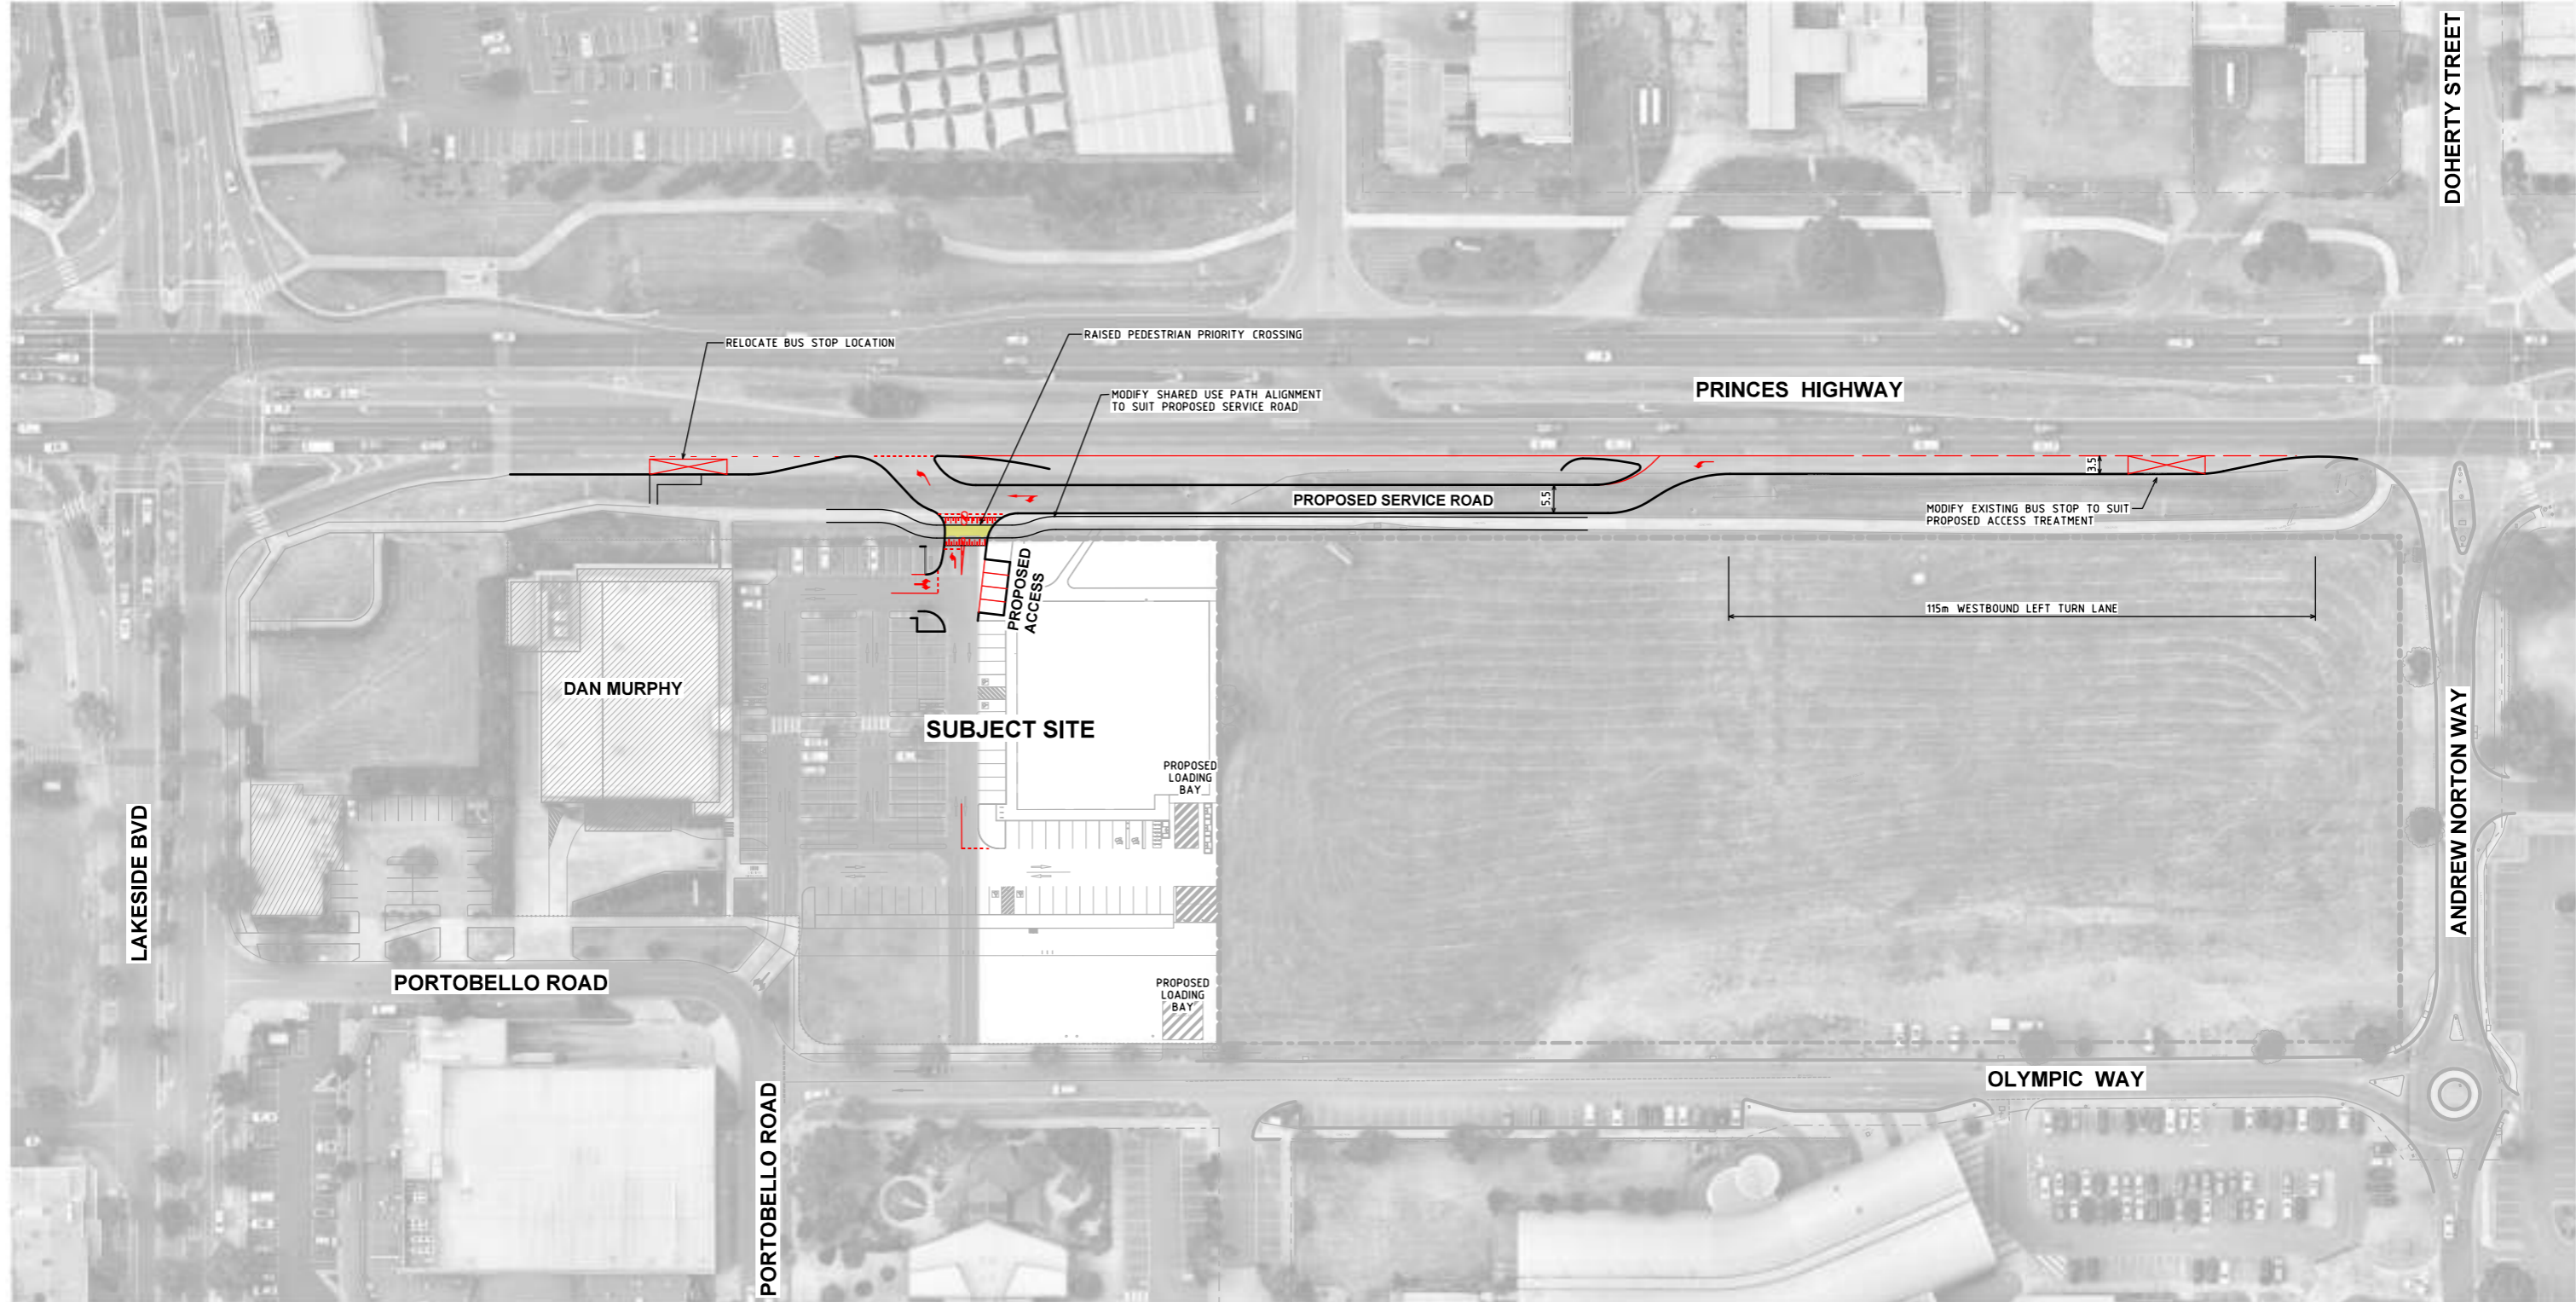 DOHERTY STREET
RELOCATE BUS STOP LOCATION
RAISED PEDESTRIAN PRIORITY CROSSING
MODIFY SHARED USE PATH ALIGNMENT
TO SUIT PROPOSED SERVICE ROAD
PRINCES HIGHWAY
3.5
5.5
PROPOSED SERVICE ROAD
MODIFY EXISTING BUS STOP TO SUIT
PROPOSED ACCESS TREATMENT
PROPOSED
ACCESS
115m WESTBOUND LEFT TURN LANE
DAN MURPHY
SUBJECT SITE
PROPOSED
LOADING
BAY
LAKESIDE BVD
ANDREW NORTON WAY
PORTOBELLO ROAD
PROPOSED
LOADING
BAY
OLYMPIC WAY
PORTOBELLO ROAD